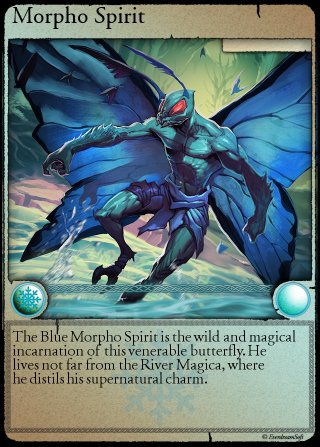 Morpho Spirit
The Blue Morpho Spirit is the wild and magical
incarnation of this venerable butterfly. He
lives not far from the River Magica, where
he distils his supernatural charm.
© EverdreamSoft